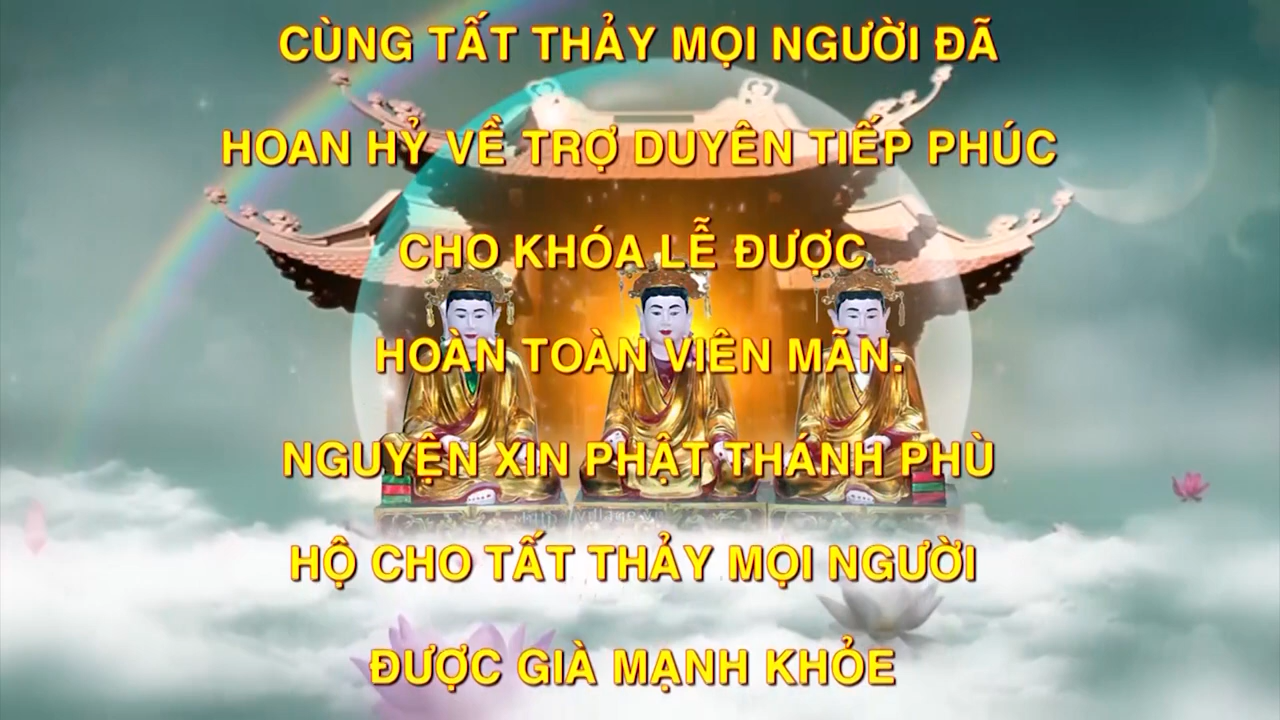 CÙNG TẤT THẢY MỌI NGƯỜI ĐÃ
HOAN HỶ VỀ TRỢ DUYÊN TIẾP PHÚC
CHO KHÓA LỄ ĐƯỢC
HOÀN TOÀN VIÊN MÃN.
NGUYỆN XIN PHẬT THÁNH PHÙ
HỘ CHO TẤT THẢY MỌI NGƯỜI
ĐƯỢC GIÀ MẠNH KHỎE